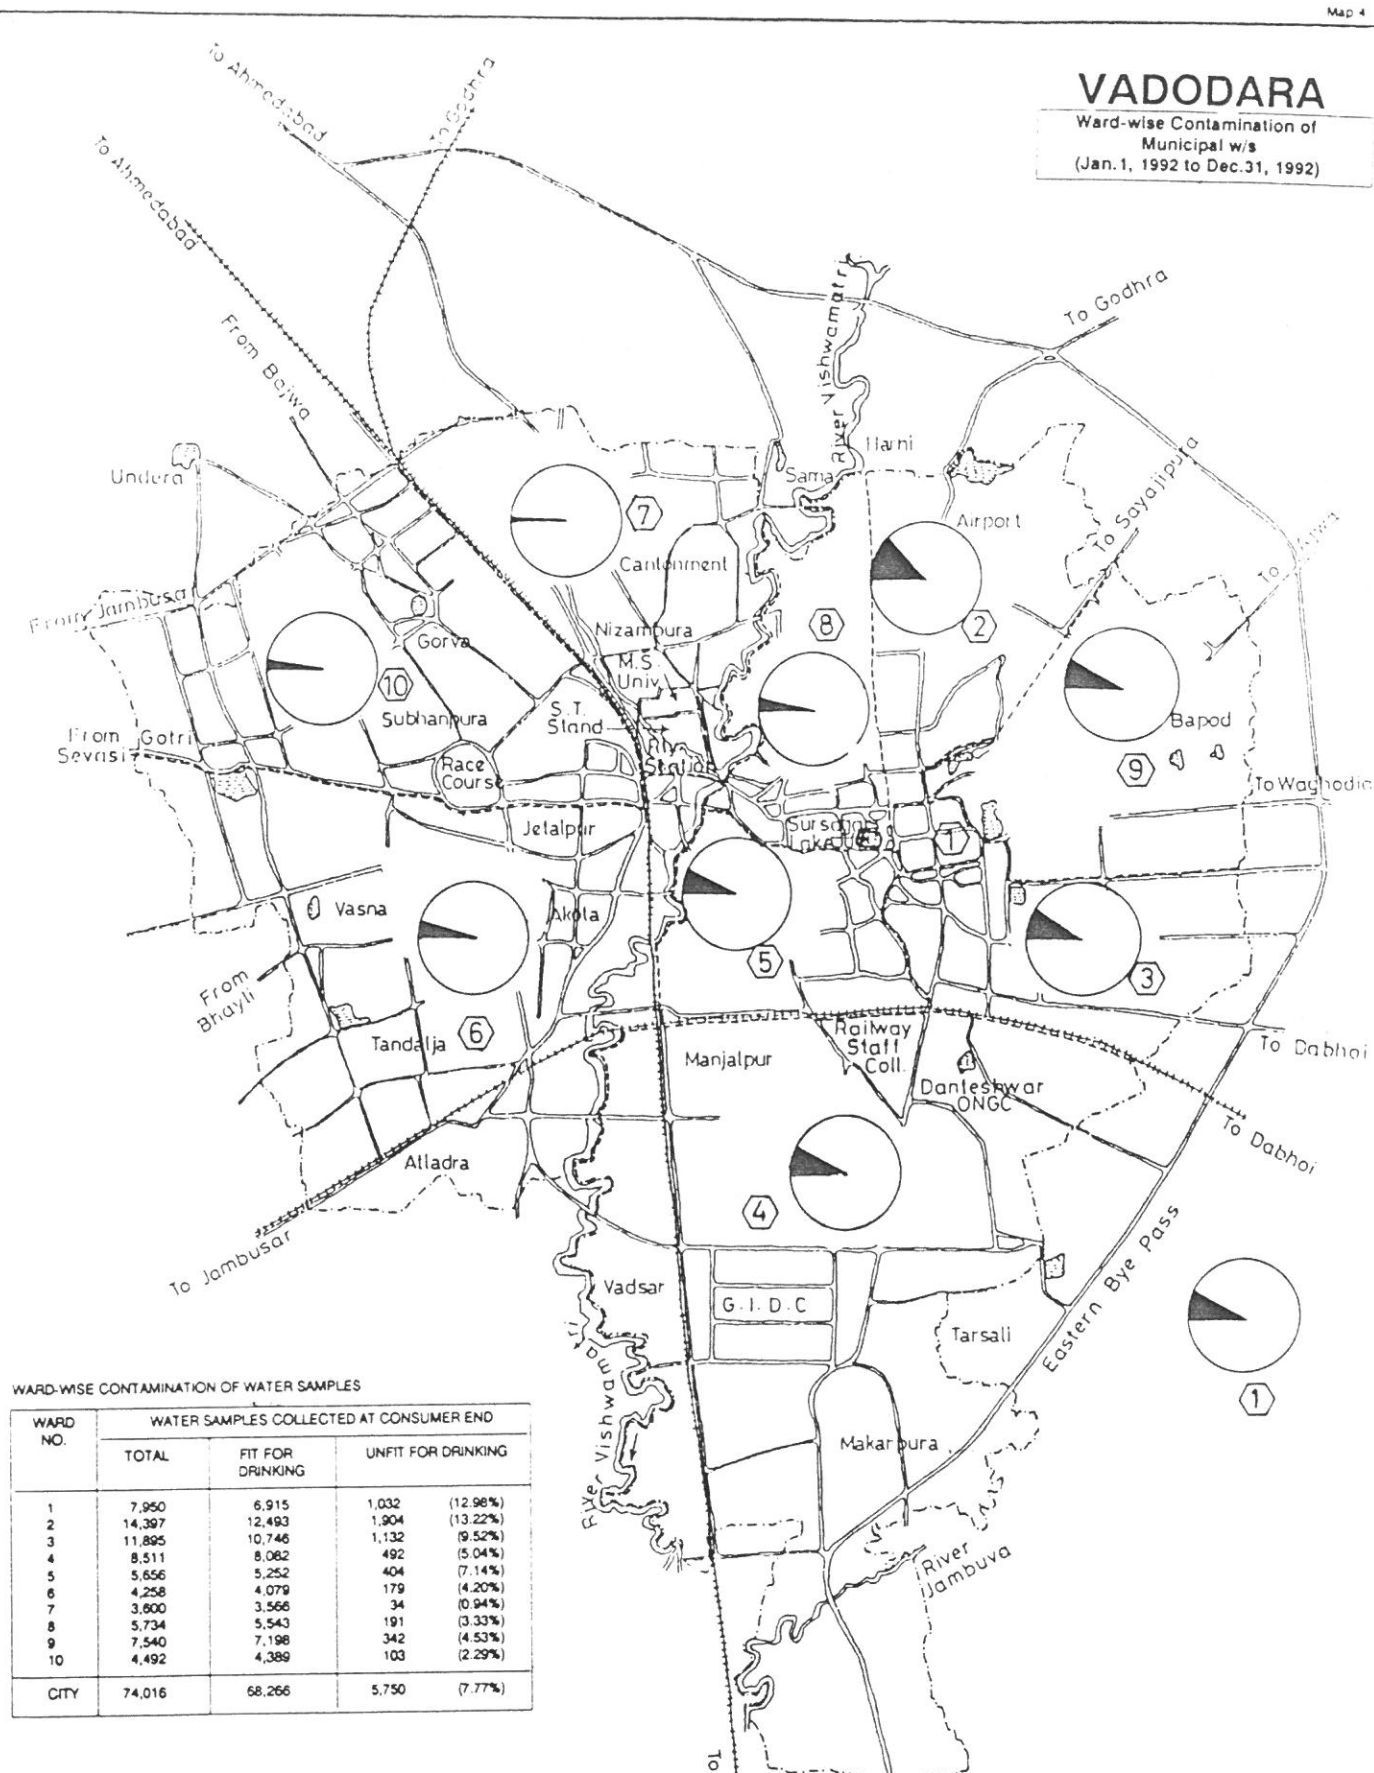 Map 4
VADODARA
Ward-wise Contamination of
Municipal w/s
(Jan.1, 1992 to Dec.31, 1992)
To Ahmedabad
To Godhra
To Ahmedabad
From Bajwa
River Vishwamatri
To Godhra
Undera
Harni
Sama
7
Airport
To Sayajipura
Cantonment
From Jambusa
2
8
Nizampura
Gorva
M.S.
Univ.
10
Subhanpura
S.T.
Stand
Rly.
Station
Bapod
9
From Gotri
Sevasi
Race
Course
To Waghodia
Jetalpur
Sursagar
Lake
1
Vasna
Akota
5
3
From
Bhayli
6
Tandalja
Manjalpur
Railway
Staff
Coll.
To Dabhoi
Danteshwar
ONGC
To Dabhoi
Atladra
4
To Jambusar
Vadsar
G.I.D.C
Tarsali
Eastern Bye Pass
1
River Vishwamatri
Makarpura
River
Jambuva
To
WARD-WISE CONTAMINATION OF WATER SAMPLES
WARD NO. WATER SAMPLES COLLECTED AT CONSUMER END
TOTAL FIT FOR DRINKING UNFIT FOR DRINKING
1 7,950 6,915 1,032 (12.98%)
2 14,397 12,493 1,904 (13.22%)
3 11,895 10,746 1,132 (9.52%)
4 8,511 8,082 492 (5.04%)
5 5,656 5,252 404 (7.14%)
6 4,258 4,079 179 (4.20%)
7 3,600 3,566 34 (0.94%)
8 5,734 5,543 191 (3.33%)
9 7,540 7,198 342 (4.53%)
10 4,492 4,389 103 (2.29%)
CITY 74,016 68,266 5,750 (7.77%)